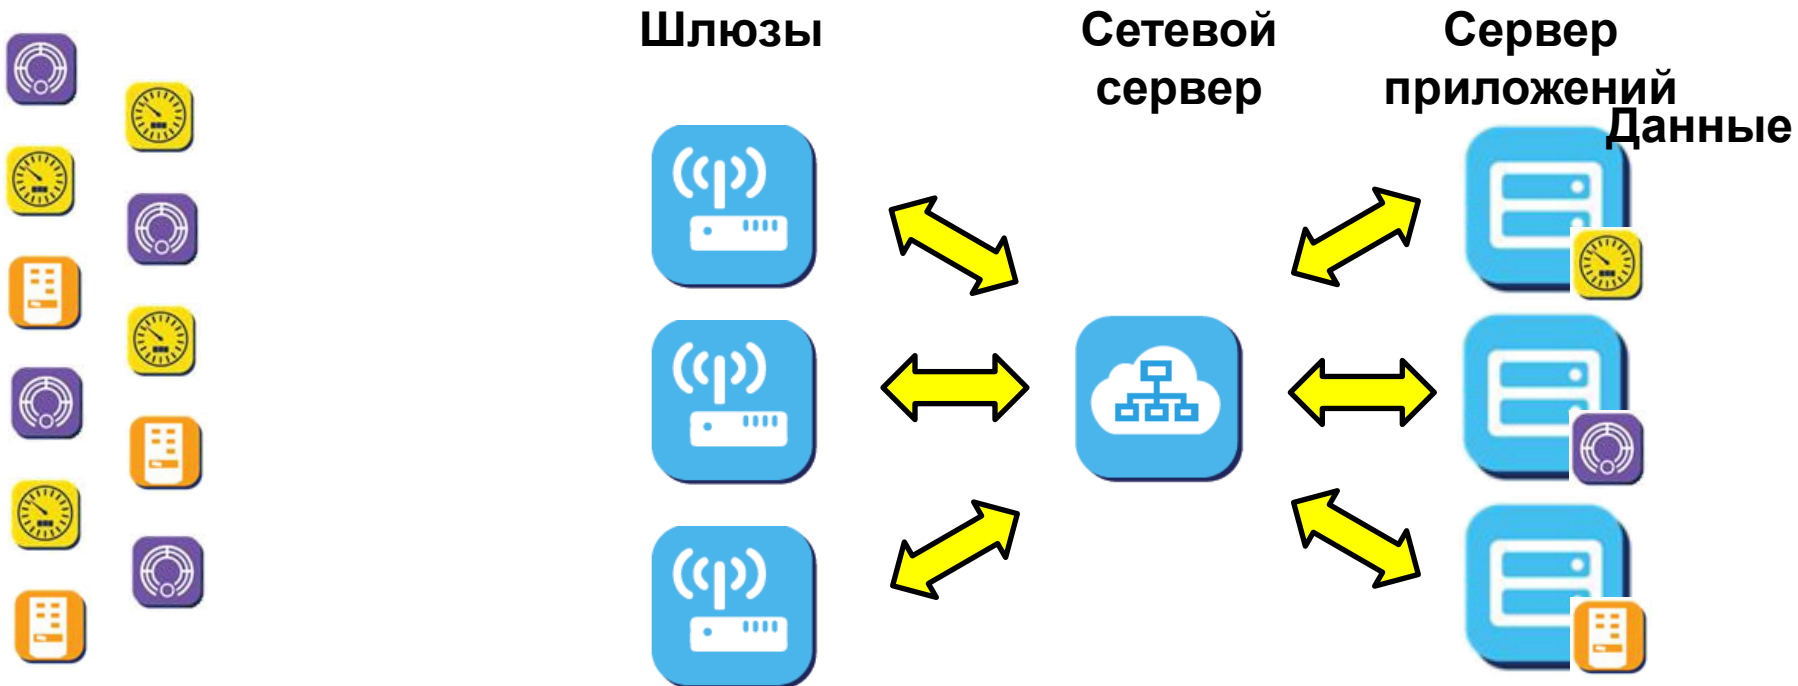 Шлюзы
Сетевой
сервер
Сервер
приложений
Данные